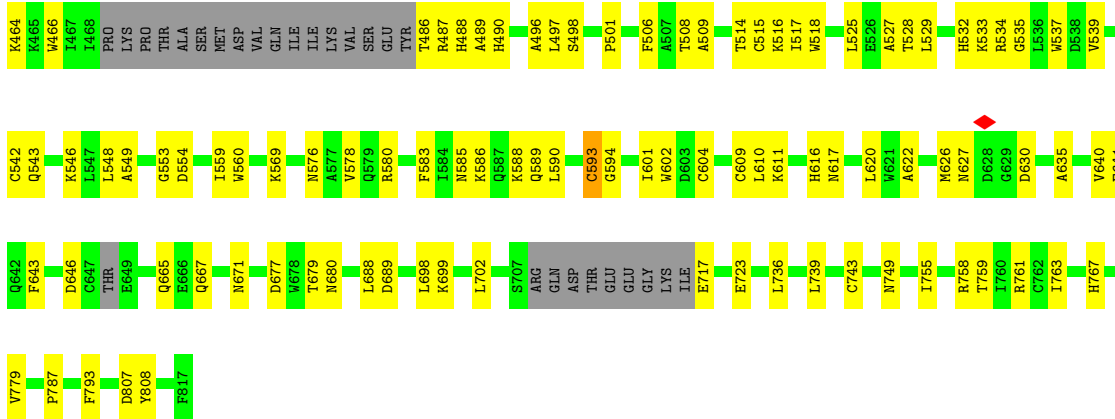 K464 K465 W466 I467 I468 PRO LYS PRO THR ALA SER MET ASP VAL GLN ILE ILE LYS VAL SER GLU TYR T486 R487 H488 A489 H490 A496 L497 S498 P501 F506 A507 T508 A509 T514 C515 K516 I517 W518 L525 E526 A527 T528 L529 H532 K533 R534 G535 L536 W537 D538 V539
C542 Q543 K546 L547 L548 A549 G553 D554 I559 W560 K569 N576 A577 V578 Q579 R580 F583 I584 N585 K586 Q587 K588 Q589 L590 C593 G594 I601 W602 D603 C604 C609 L610 K611 H616 N617 L620 W621 A622 M626 N627 D628 G629 D630 A635 V640
Q642 F643 D646 C647 THR E649 Q665 E666 Q667 N671 D677 W678 T679 N680 L688 D689 L698 K699 L702 S707 ARG GLN ASP THR GLU GLU GLY LYS ILE E717 E723 L736 L739 C743 N749 I755 R758 T759 I760 R761 C762 I763 H767
V779 P787 F793 D807 Y808 F817